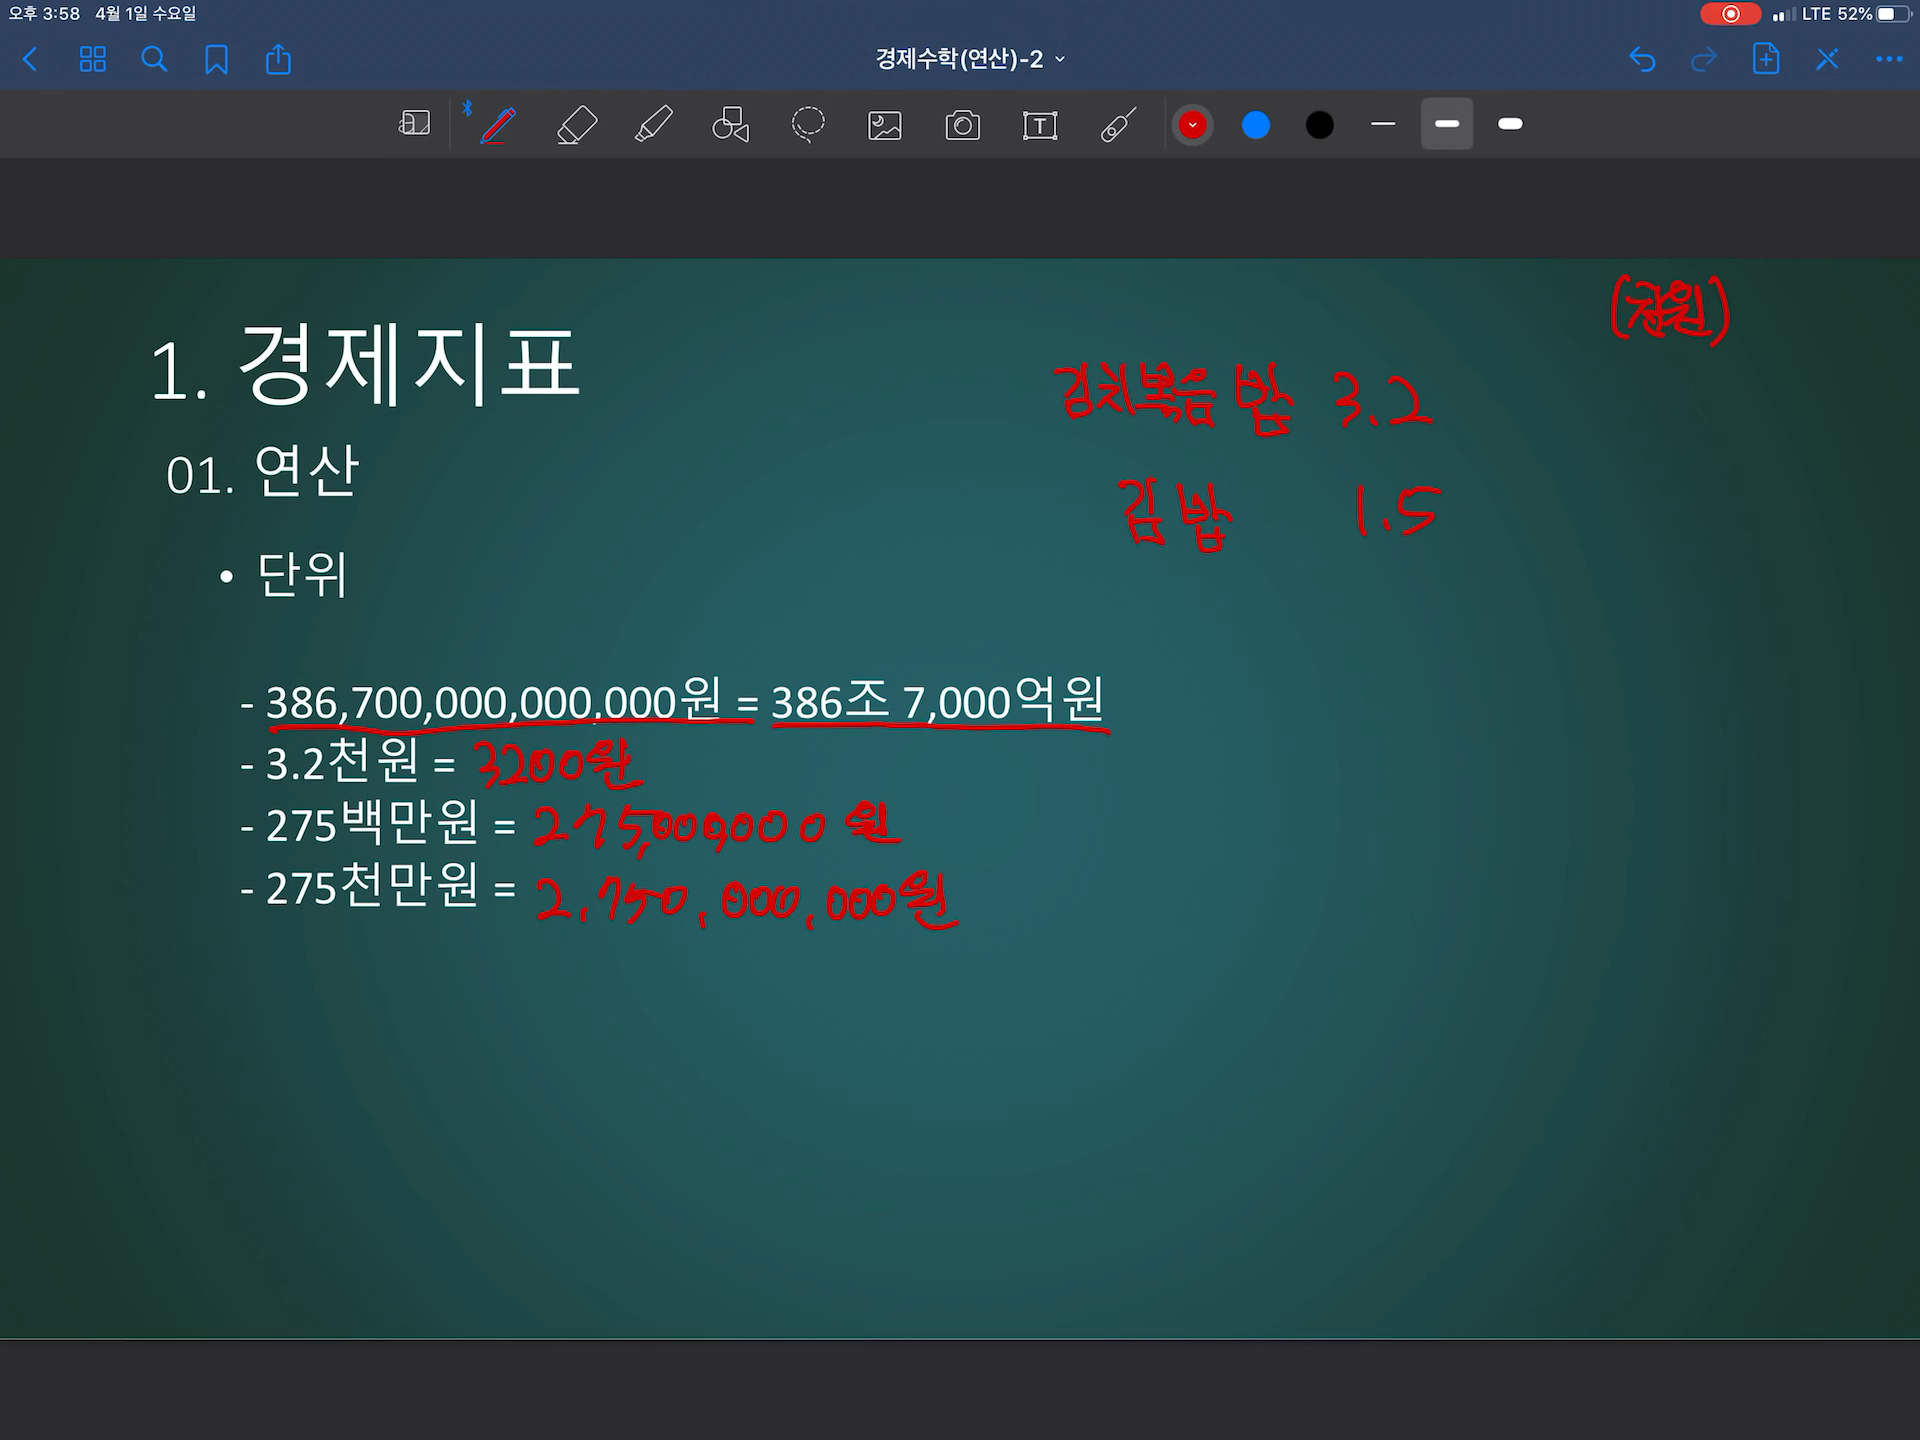 오후 3:58 4월 1일 수요일 LTE 52%
경제수학(연산)-2
(천원)
1. 경제지표
김치볶음밥 3.2
01. 연산
김밥 1.5
• 단위
- 386,700,000,000,000원 = 386조 7,000억원
- 3.2천원 = 3200원
- 275백만원 = 275,000,000원
- 275천만원 = 2,750,000,000원